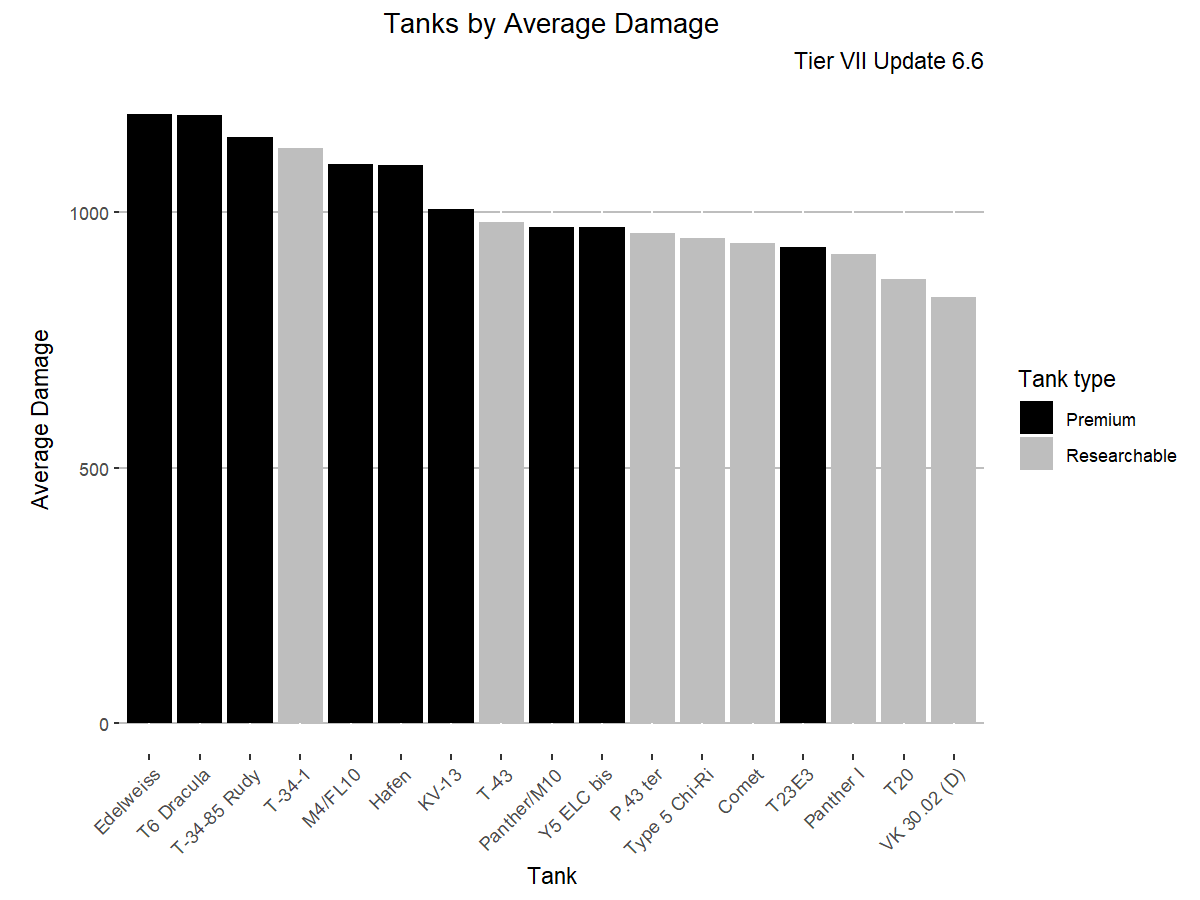 Tanks by Average Damage
Tier VII Update 6.6
Average Damage
1000
500
0
Edelweiss
T6 Dracula
T-34-85 Rudy
T-34-1
M4/FL10
Hafen
KV-13
T-43
Panther/M10
Y5 ELC bis
P.43 ter
Type 5 Chi-Ri
Comet
T23E3
Panther I
T20
VK 30.02 (D)
Tank
Tank type
Premium
Researchable